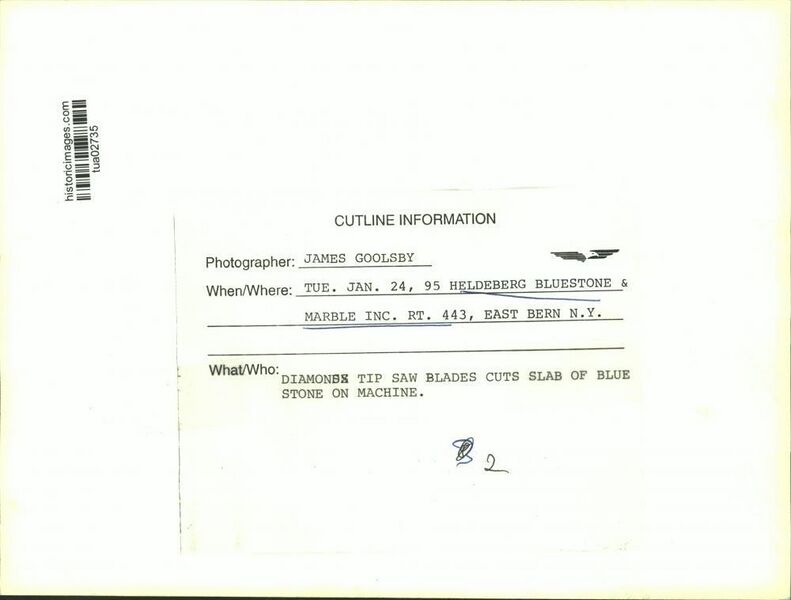 historicimages.com
tua02735
CUTLINE INFORMATION
Photographer: JAMES GOOLSBY
When/Where: TUE. JAN. 24, 95 HELDEBERG BLUESTONE &
MARBLE INC. RT. 443, EAST BERN N.Y.
What/Who: DIAMOND TIP SAW BLADES CUTS SLAB OF BLUE
STONE ON MACHINE.
2